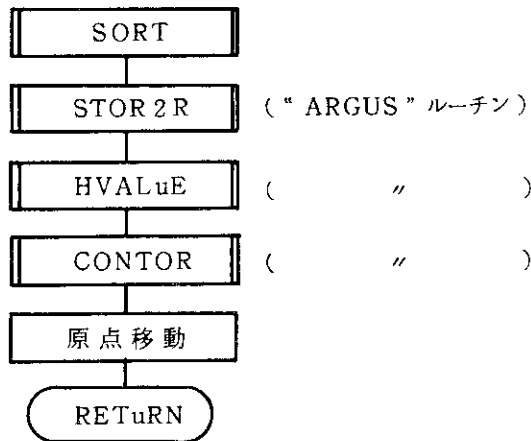 SORT
STOR2R (“ARGUS”ルーチン)
HVALuE ( 〃 )
CONTOR ( 〃 )
原点移動
RETuRN